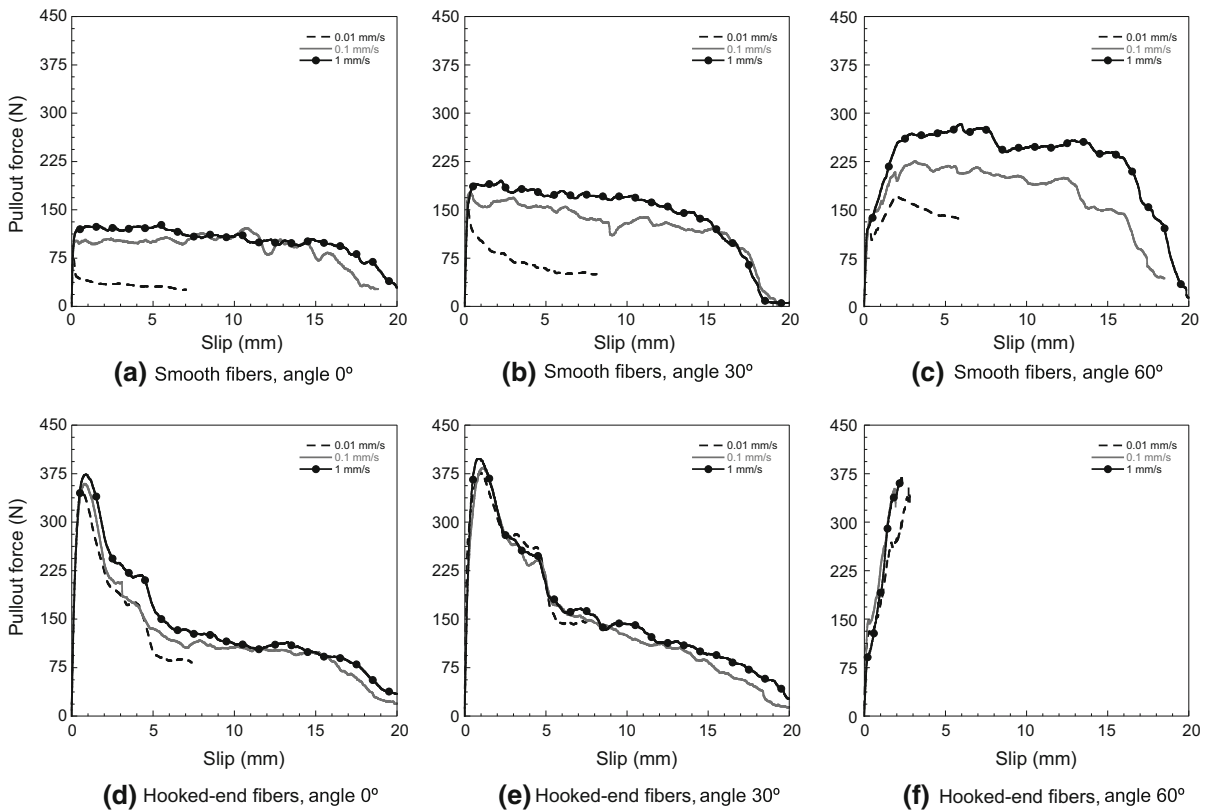 450
375
300
225
150
75
0
Pullout force (N)
0.01 mm/s
0.1 mm/s
1 mm/s
0 5 10 15 20
Slip (mm)
(a) Smooth fibers, angle 0º
450
375
300
225
150
75
0
0.01 mm/s
0.1 mm/s
1 mm/s
0 5 10 15 20
Slip (mm)
(b) Smooth fibers, angle 30º
450
375
300
225
150
75
0
0.01 mm/s
0.1 mm/s
1 mm/s
0 5 10 15 20
Slip (mm)
(c) Smooth fibers, angle 60º
450
375
300
225
150
75
0
Pullout force (N)
0.01 mm/s
0.1 mm/s
1 mm/s
0 5 10 15 20
Slip (mm)
(d) Hooked-end fibers, angle 0º
450
375
300
225
150
75
0
0.01 mm/s
0.1 mm/s
1 mm/s
0 5 10 15 20
Slip (mm)
(e) Hooked-end fibers, angle 30º
450
375
300
225
150
75
0
0.01 mm/s
0.1 mm/s
1 mm/s
0 5 10 15 20
Slip (mm)
(f) Hooked-end fibers, angle 60º